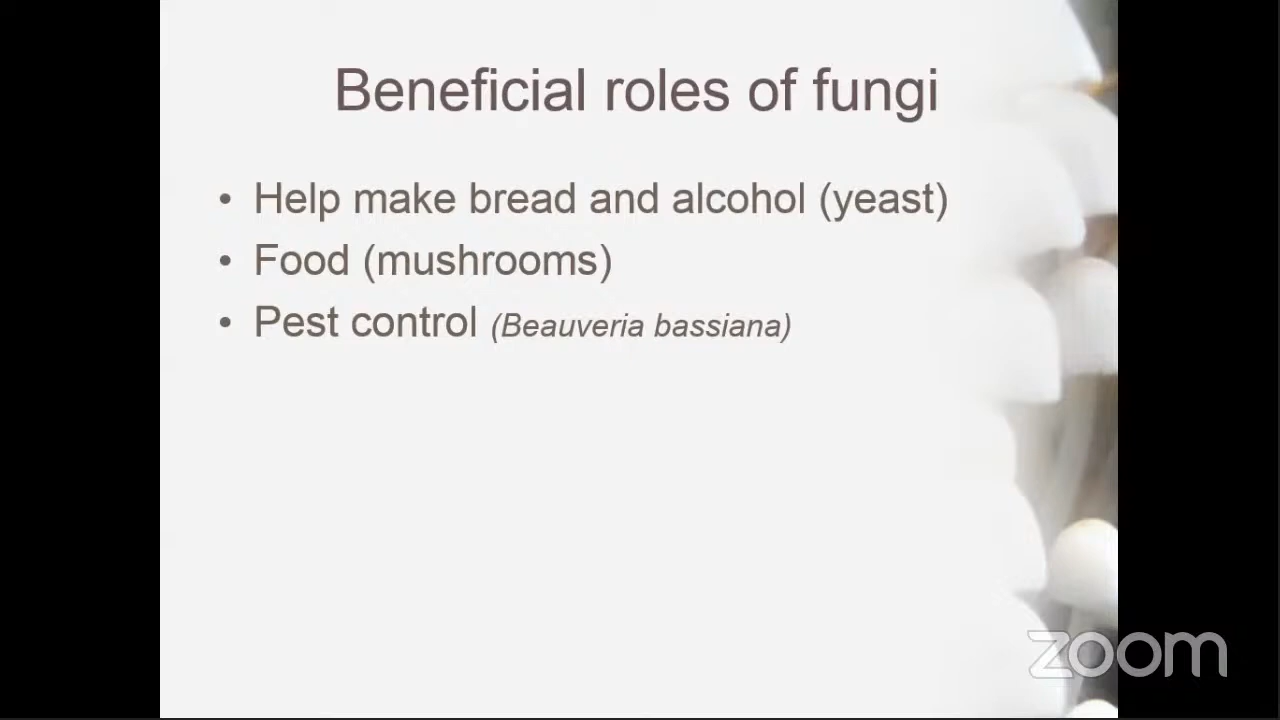 Beneficial roles of fungi
• Help make bread and alcohol (yeast)
• Food (mushrooms)
• Pest control (Beauveria bassiana)
zoom